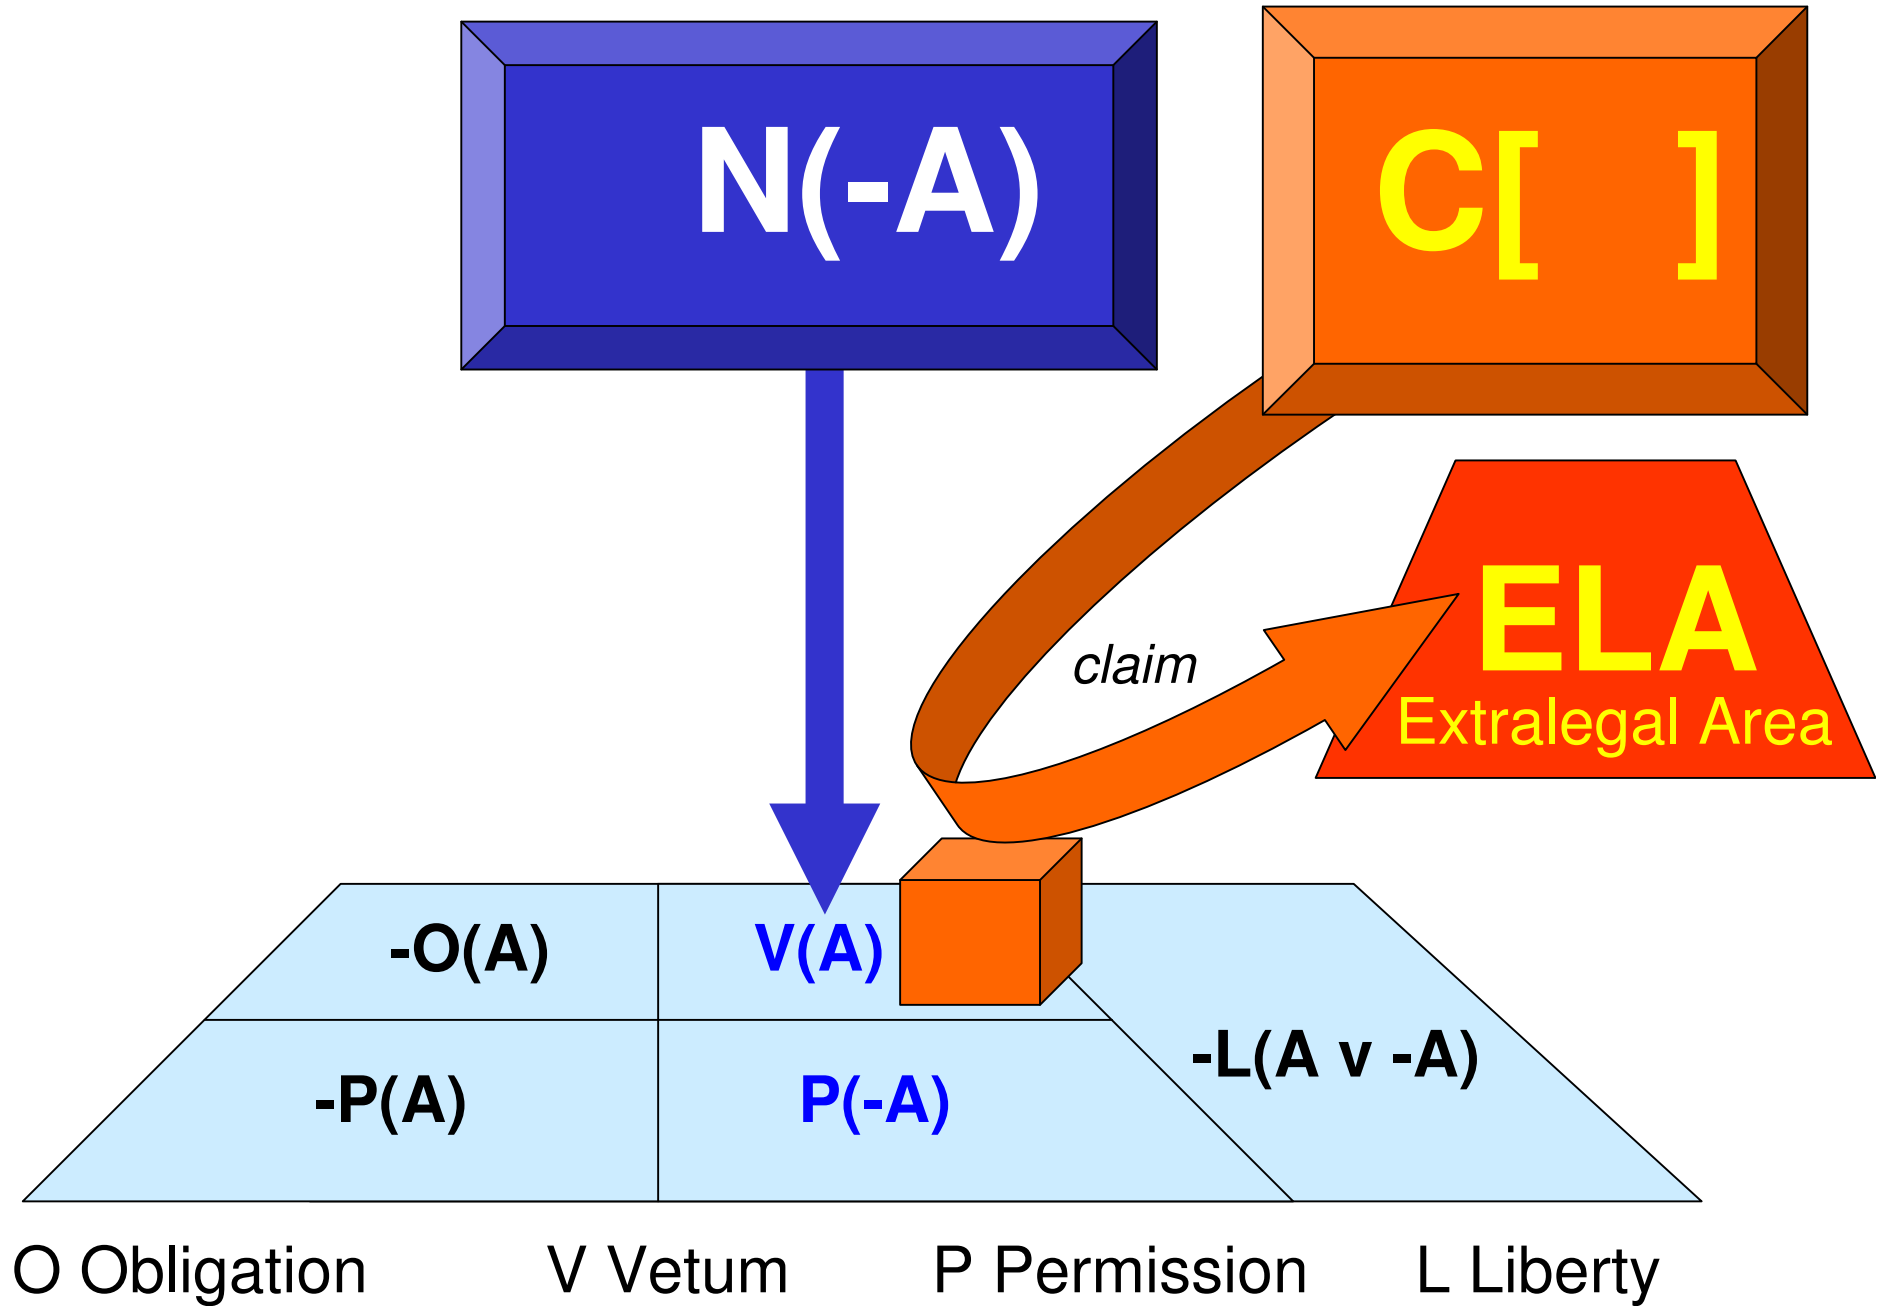 N(-A)
C[ ]
ELA
Extralegal Area
claim
-O(A)
V(A)
-L(A v -A)
-P(A)
P(-A)
O Obligation V Vetum P Permission L Liberty